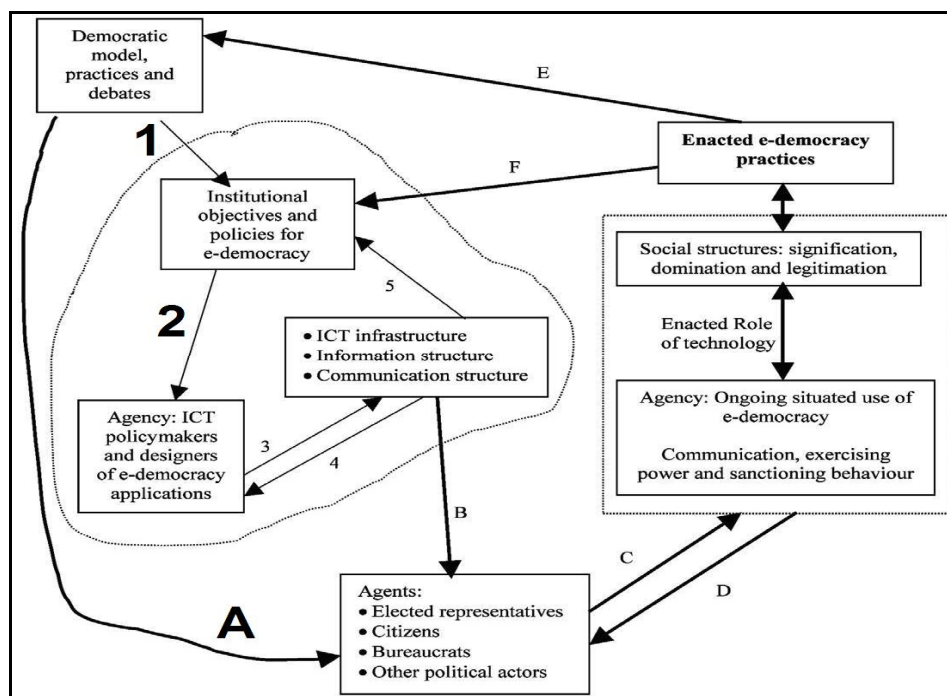 Democratic model,
practices and
debates
E
1
Enacted e-democracy
practices
F
Institutional
objectives and
policies for
e-democracy
Social structures: signification,
domination and legitimation
5
2
• ICT infrastructure
• Information structure
• Communication structure
Enacted Role
of technology
Agency: ICT
policymakers
and designers
of e-democracy
applications
3
4
Agency: Ongoing situated use of
e-democracy
Communication, exercising
power and sanctioning behaviour
B
C
D
A
Agents:
• Elected representatives
• Citizens
• Bureaucrats
• Other political actors